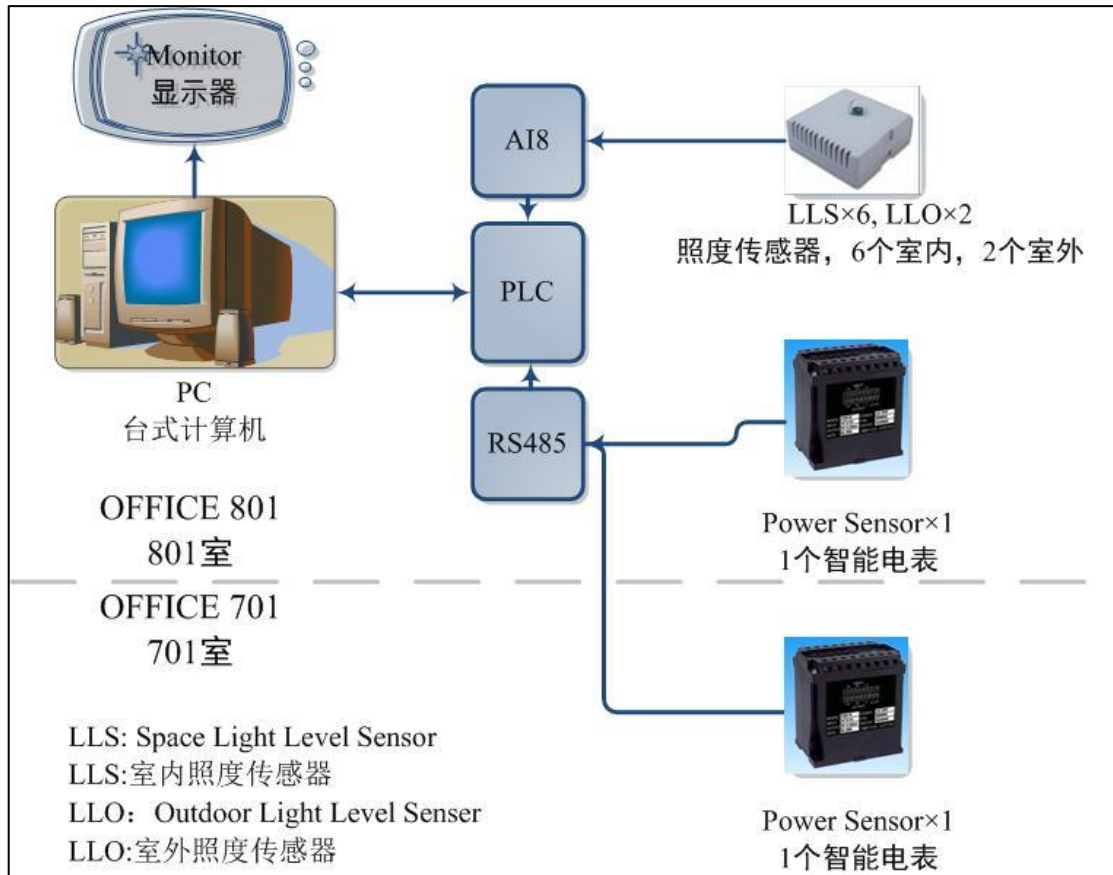 Monitor
显示器
AI8
LLS×6, LLO×2
照度传感器，6个室内，2个室外
PLC
PC
台式计算机
RS485
Power Sensor×1
1个智能电表
OFFICE 801
801室
OFFICE 701
701室
LLS: Space Light Level Sensor
LLS:室内照度传感器
LLO：Outdoor Light Level Senser
LLO:室外照度传感器
Power Sensor×1
1个智能电表